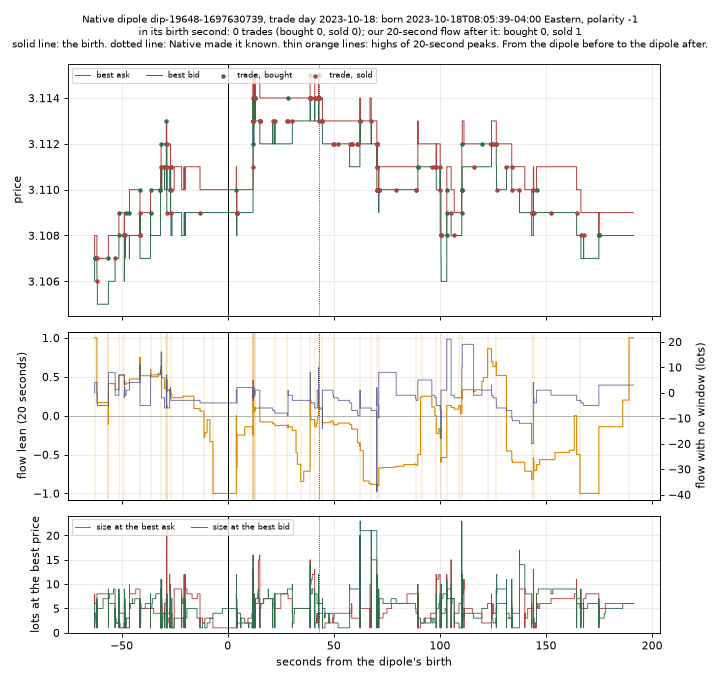 Native dipole dip-19648-1697630739, trade day 2023-10-18: born 2023-10-18T08:05:39-04:00 Eastern, polarity -1
in its birth second: 0 trades (bought 0, sold 0); our 20-second flow after it: bought 0, sold 1
solid line: the birth. dotted line: Native made it known. thin orange lines: highs of 20-second peaks. From the dipole before to the dipole after.
best ask best bid trade, bought trade, sold
3.114
3.112
3.110
3.108
3.106
price
1.0
0.5
0.0
−0.5
−1.0
flow lean (20 seconds)
20
10
0
−10
−20
−30
−40
flow with no window (lots)
size at the best ask size at the best bid
20
15
10
5
0
lots at the best price
−50 0 50 100 150 200
seconds from the dipole's birth